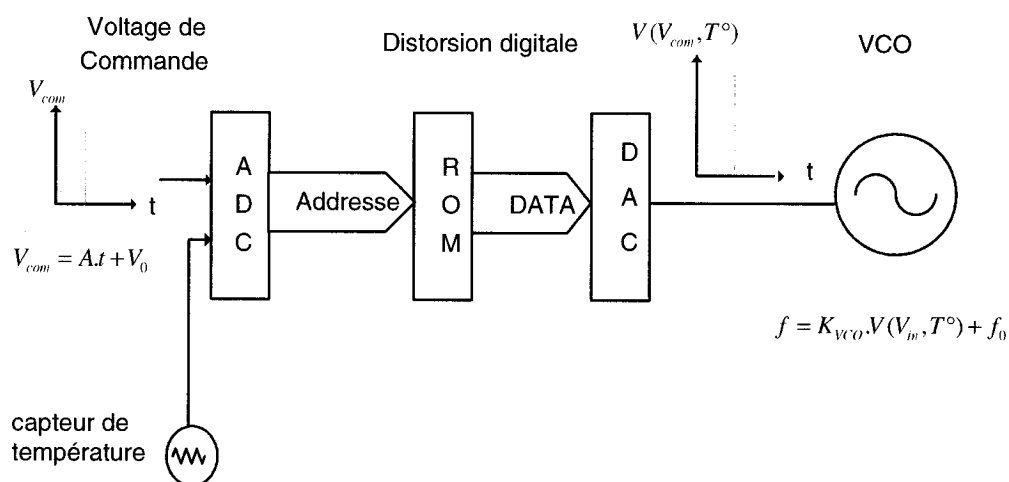 Voltage de
Commande
Distorsion digitale
V(V_com, T°)
VCO
V_com
t
t
A
D
C
Addresse
R
O
M
DATA
D
A
C
V_com = A.t + V_0
f = K_VCO.V(V_in, T°) + f_0
capteur de
température